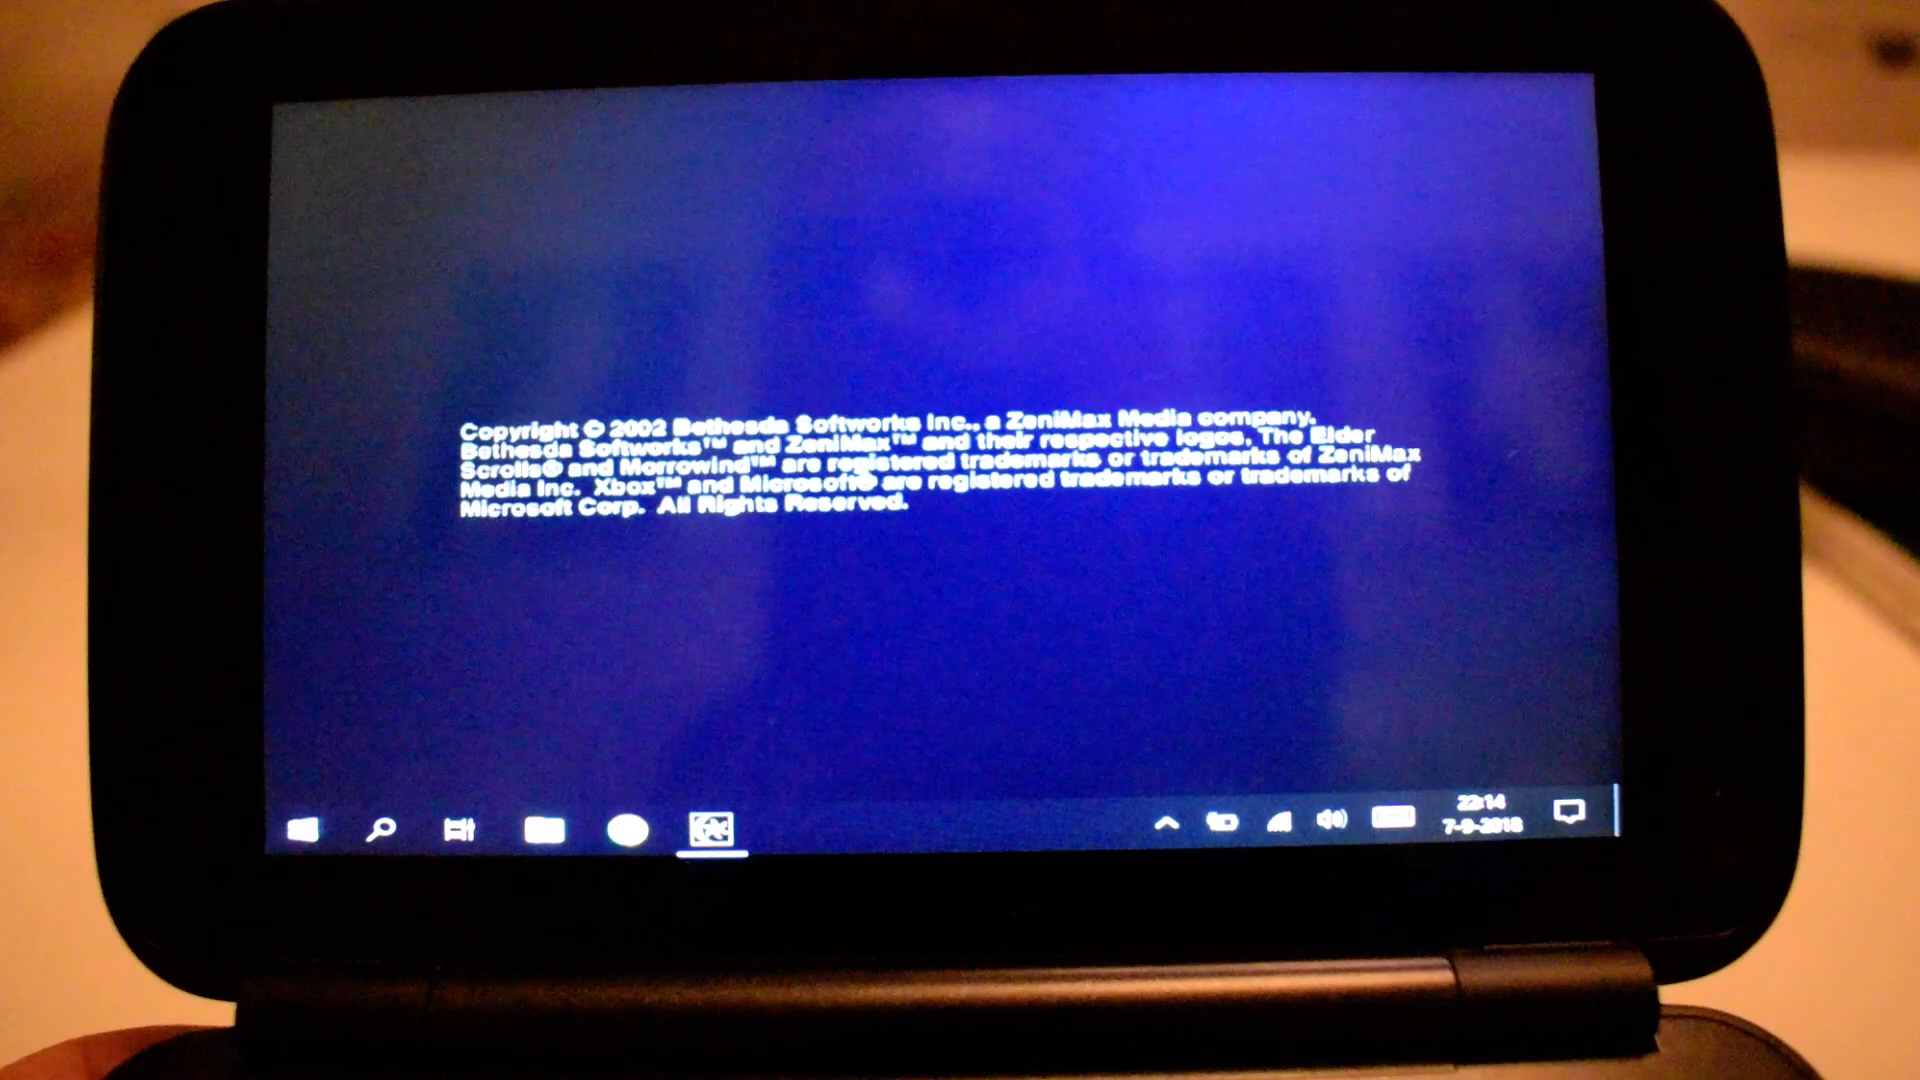 Copyright © 2002 Bethesda Softworks Inc., a ZeniMax Media company.
Bethesda Softworks™ and ZeniMax™ and their respective logos. The Elder
Scrolls® and Morrowind™ are registered trademarks or trademarks of ZeniMax
Media Inc. Xbox™ and Microsoft® are registered trademarks or trademarks of
Microsoft Corp. All Rights Reserved.
22:14
7-9-2018